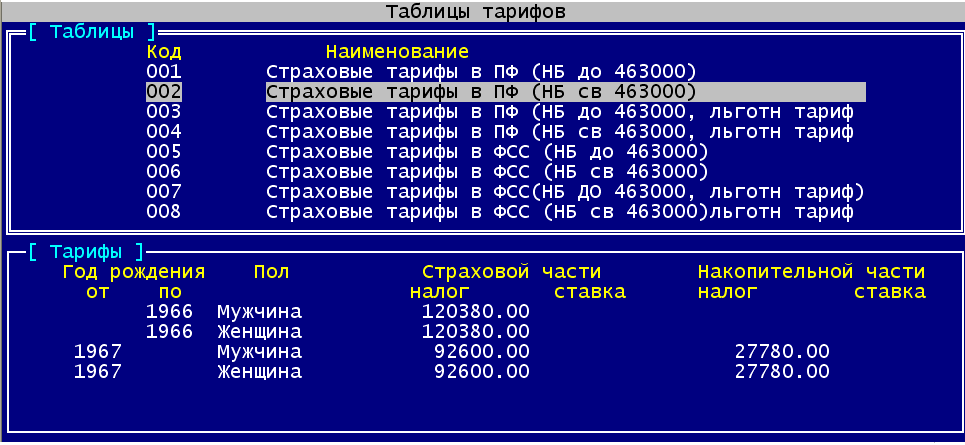 Таблицы тарифов
[ Таблицы ]
Код Наименование
001 Страховые тарифы в ПФ (НБ до 463000)
002 Страховые тарифы в ПФ (НБ св 463000)
003 Страховые тарифы в ПФ (НБ до 463000, льготн тариф
004 Страховые тарифы в ПФ (НБ св 463000, льготн тариф
005 Страховые тарифы в ФСС (НБ до 463000)
006 Страховые тарифы в ФСС (НБ св 463000)
007 Страховые тарифы в ФСС(НБ ДО 463000, льготн тариф)
008 Страховые тарифы в ФСС (НБ св 463000)льготн тариф
[ Тарифы ]
Год рождения Пол Страховой части Накопительной части
от по налог ставка налог ставка
1966 Мужчина 120380.00
1966 Женщина 120380.00
1967 Мужчина 92600.00 27780.00
1967 Женщина 92600.00 27780.00